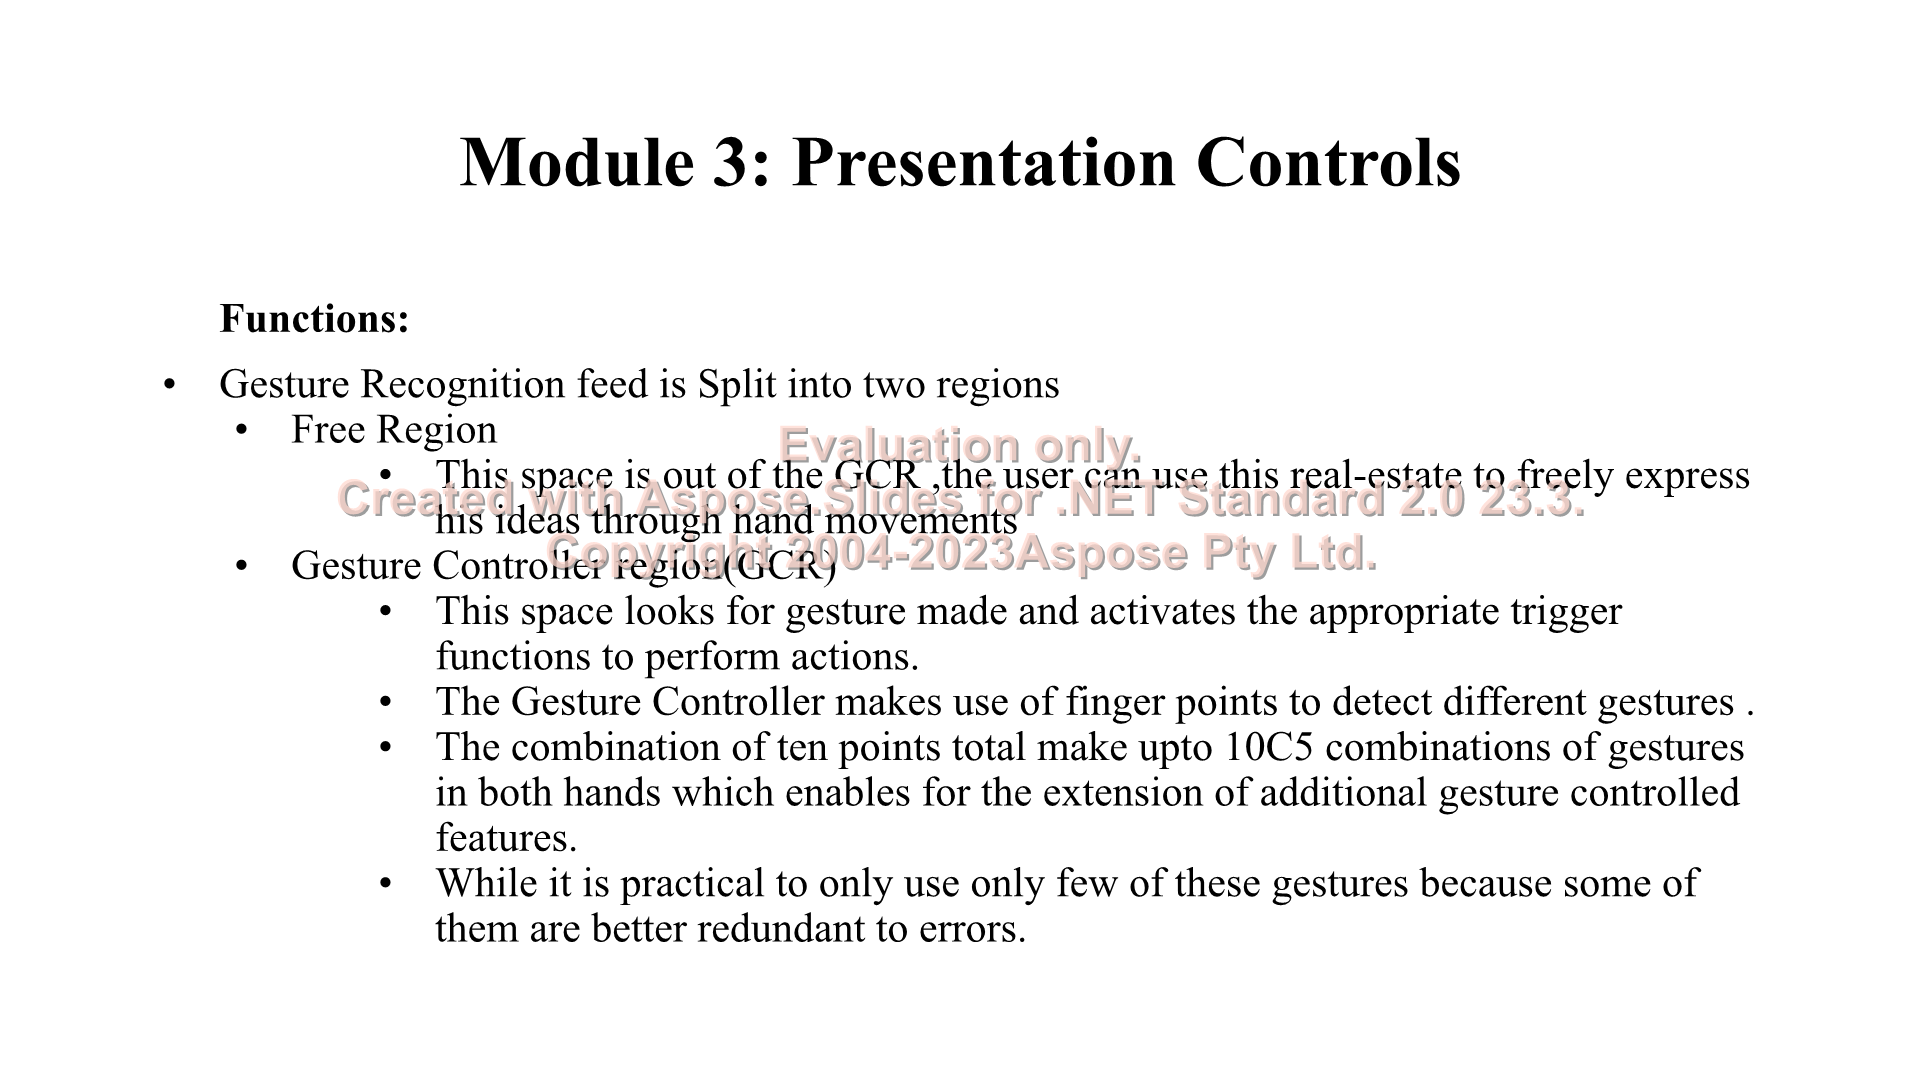 Module 3: Presentation Controls
Functions:
• Gesture Recognition feed is Split into two regions
• Free Region
• This space is out of the GCR ,the user can use this real-estate to freely express
his ideas through hand movements
• Gesture Controller region(GCR)
• This space looks for gesture made and activates the appropriate trigger
functions to perform actions.
• The Gesture Controller makes use of finger points to detect different gestures .
• The combination of ten points total make upto 10C5 combinations of gestures
in both hands which enables for the extension of additional gesture controlled
features.
• While it is practical to only use only few of these gestures because some of
them are better redundant to errors.
Evaluation only.
Created with Aspose.Slides for .NET Standard 2.0 23.3.
Copyright 2004-2023Aspose Pty Ltd.